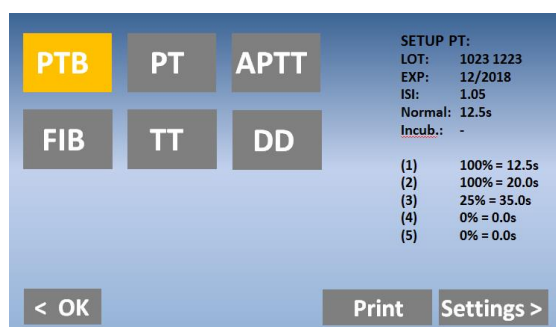 PTB PT APTT
FIB TT DD
SETUP PT:
LOT: 1023 1223
EXP: 12/2018
ISI: 1.05
Normal: 12.5s
Incub.: -
(1) 100% = 12.5s
(2) 100% = 20.0s
(3) 25% = 35.0s
(4) 0% = 0.0s
(5) 0% = 0.0s
< OK Print Settings >